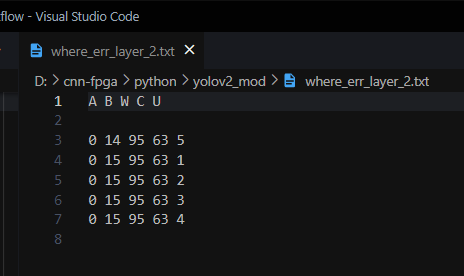 flow - Visual Studio Code
where_err_layer_2.txt
D: > cnn-fpga > python > yolov2_mod > where_err_layer_2.txt
1 A B W C U
2
3 0 14 95 63 5
4 0 15 95 63 1
5 0 15 95 63 2
6 0 15 95 63 3
7 0 15 95 63 4
8